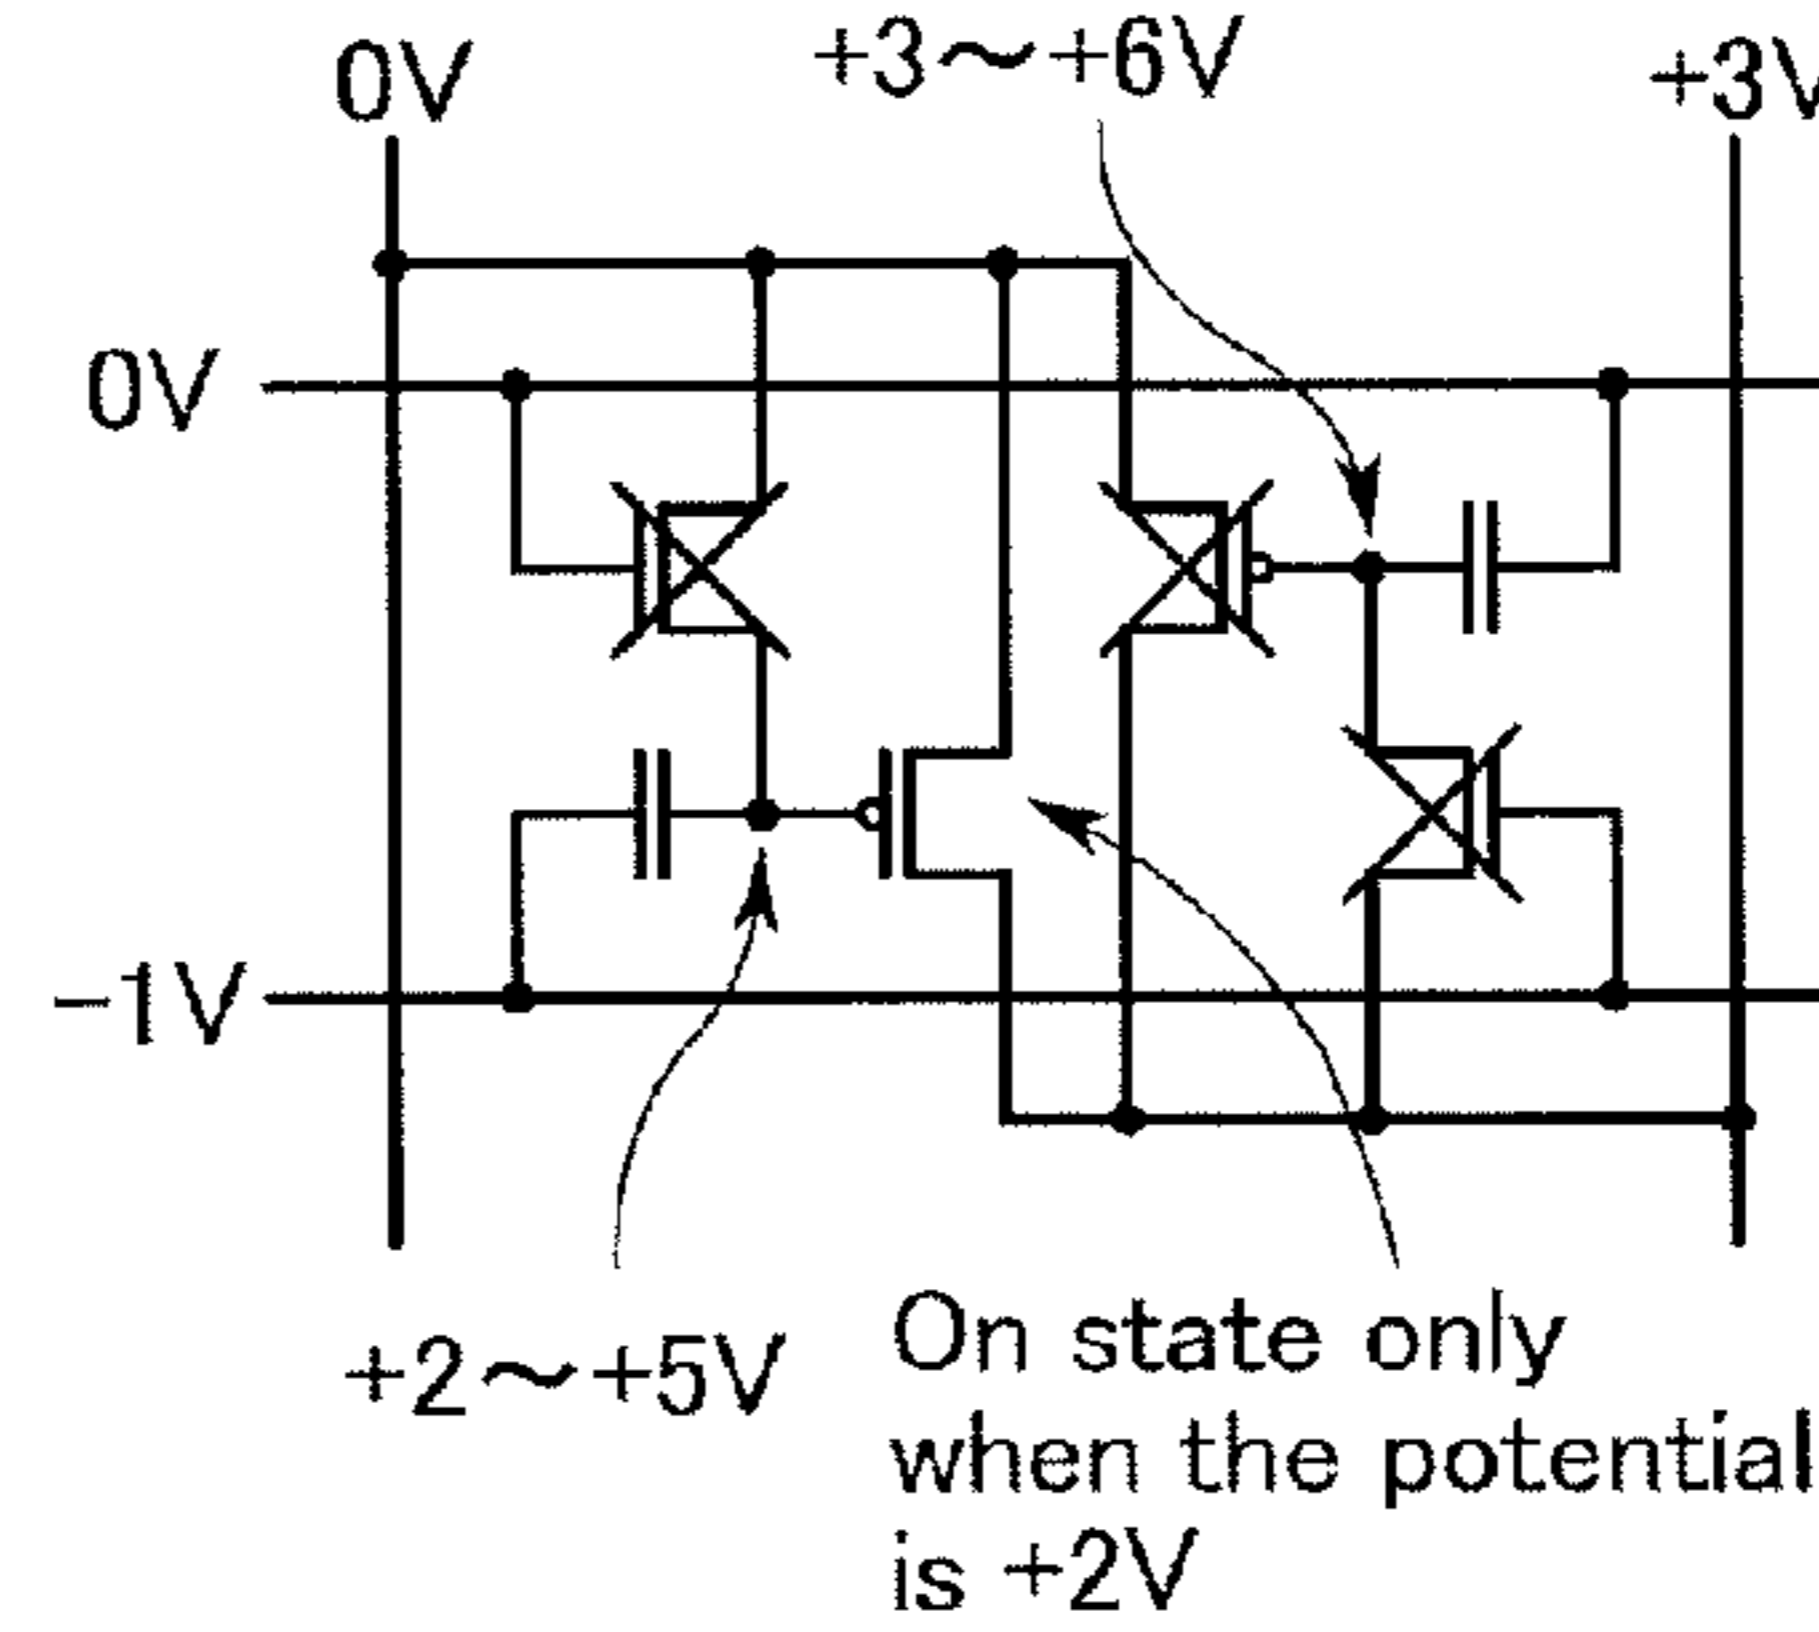 0V
+3～+6V
+3V
0V
−1V
+2～+5V
On state only
when the potential
is +2V